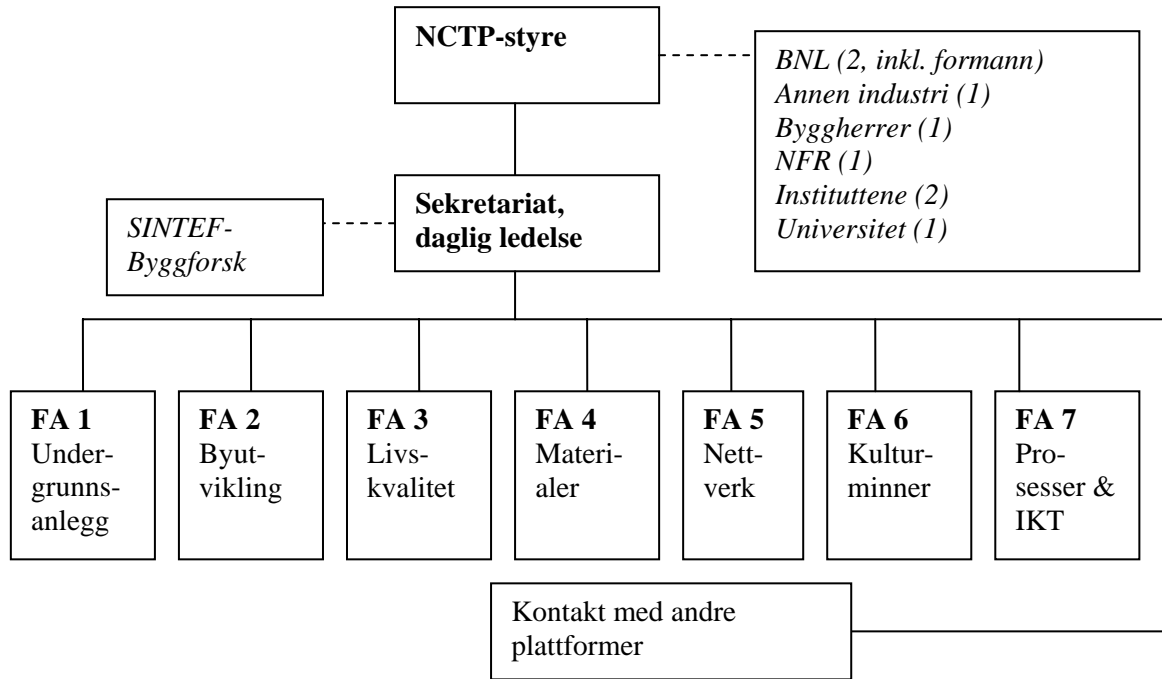 NCTP-styre
BNL (2, inkl. formann)
Annen industri (1)
Byggherrer (1)
NFR (1)
Instituttene (2)
Universitet (1)
Sekretariat,
daglig ledelse
SINTEF-
Byggforsk
FA 1
Under-
grunns-
anlegg
FA 2
Byut-
vikling
FA 3
Livs-
kvalitet
FA 4
Materi-
aler
FA 5
Nett-
verk
FA 6
Kultur-
minner
FA 7
Pro-
sesser &
IKT
Kontakt med andre
plattformer